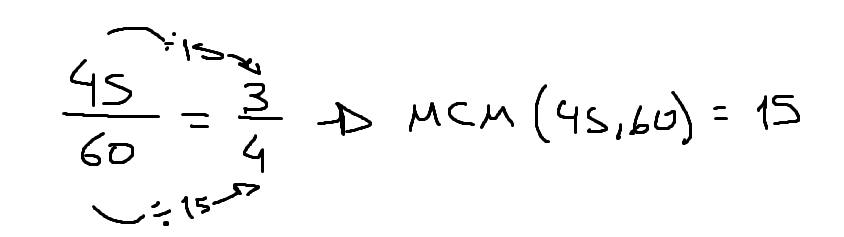 ÷15
45/60 = 3/4 → MCM (45,60) = 15
÷15